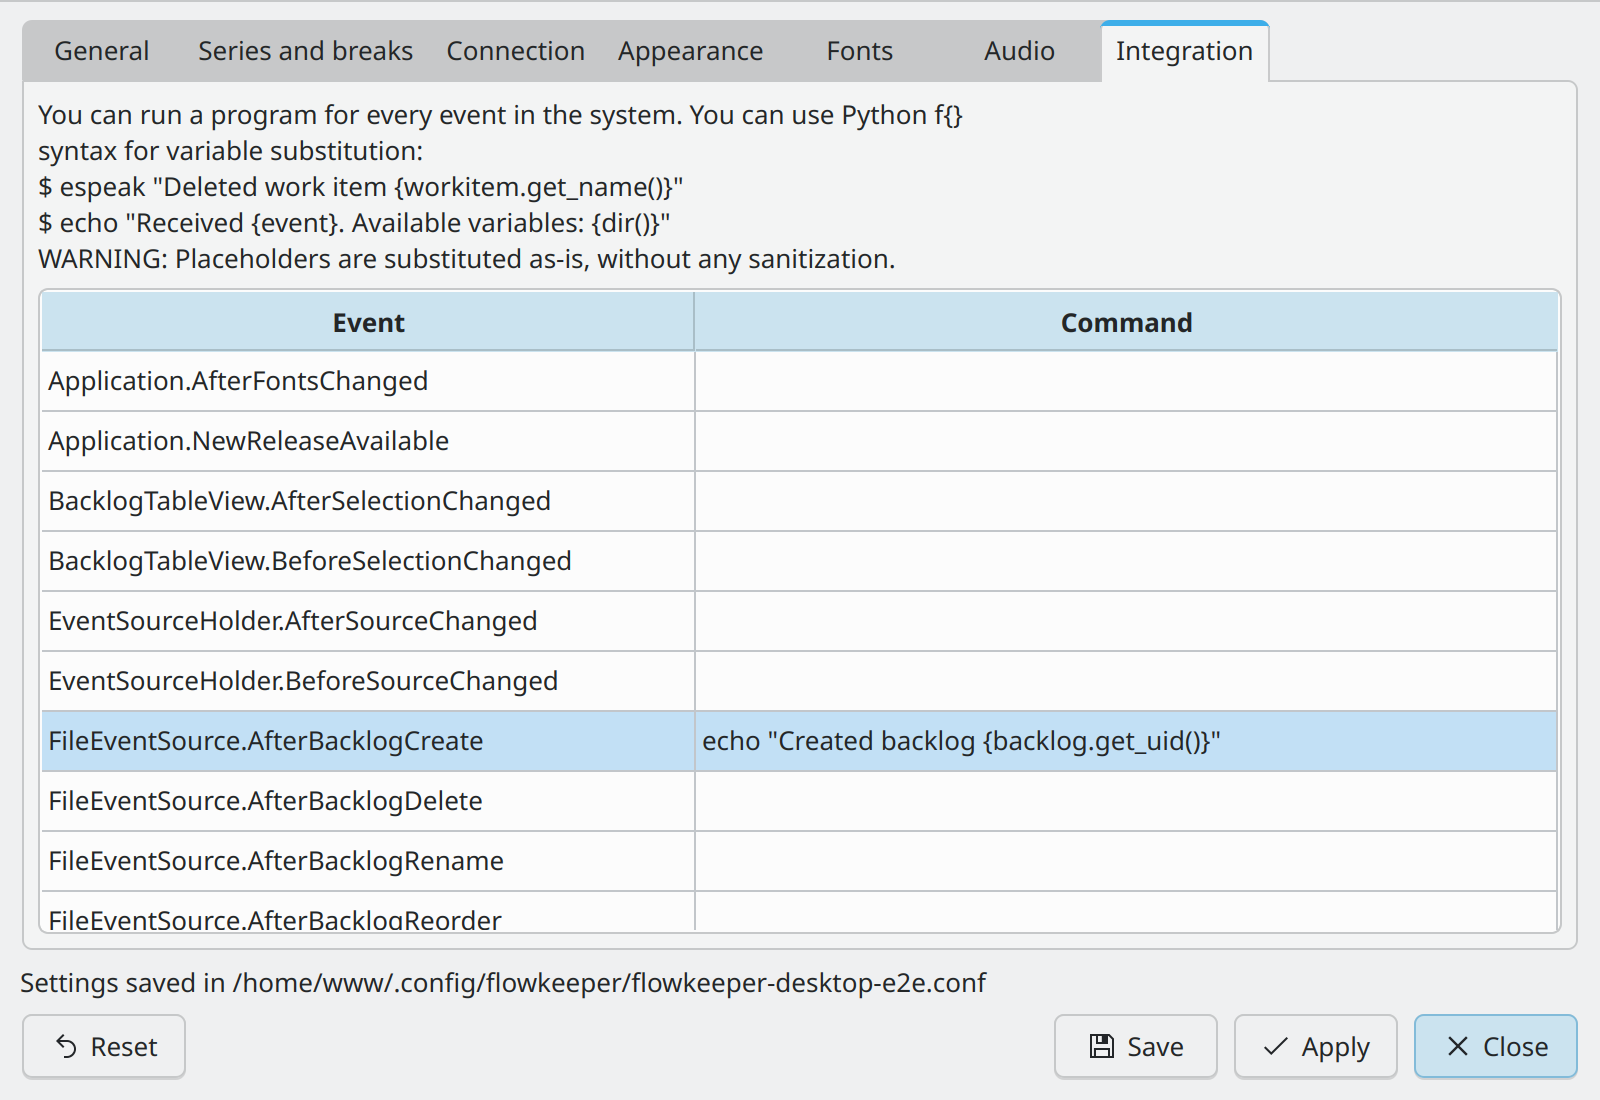 General Series and breaks Connection Appearance Fonts Audio Integration
You can run a program for every event in the system. You can use Python f{}
syntax for variable substitution:
$ espeak "Deleted work item {workitem.get_name()}"
$ echo "Received {event}. Available variables: {dir()}"
WARNING: Placeholders are substituted as-is, without any sanitization.
Event Command
Application.AfterFontsChanged
Application.NewReleaseAvailable
BacklogTableView.AfterSelectionChanged
BacklogTableView.BeforeSelectionChanged
EventSourceHolder.AfterSourceChanged
EventSourceHolder.BeforeSourceChanged
FileEventSource.AfterBacklogCreate echo "Created backlog {backlog.get_uid()}"
FileEventSource.AfterBacklogDelete
FileEventSource.AfterBacklogRename
FileEventSource.AfterBacklogReorder
Settings saved in /home/www/.config/flowkeeper/flowkeeper-desktop-e2e.conf
Reset Save Apply Close